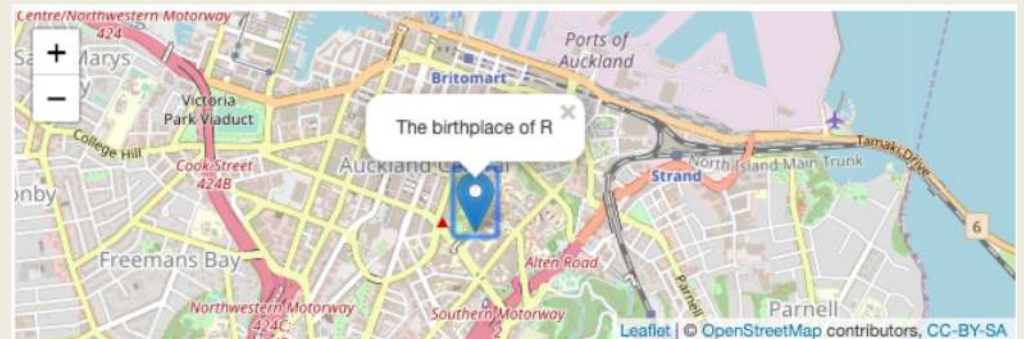 Centre/Northwestern Motorway
424
+
−
Marys
Victoria
Park Viaduct
College Hill
Cook Street
424B
onby
Freemans Bay
Northwestern Motorway
424C
Britomart
Ports of
Auckland
×
The birthplace of R
Auckland
Strand
North Island Main Trunk
Tamaki Drive
6
Alten Road
Southern Motorway
Parnell
Parnell
Leaflet | © OpenStreetMap contributors, CC-BY-SA